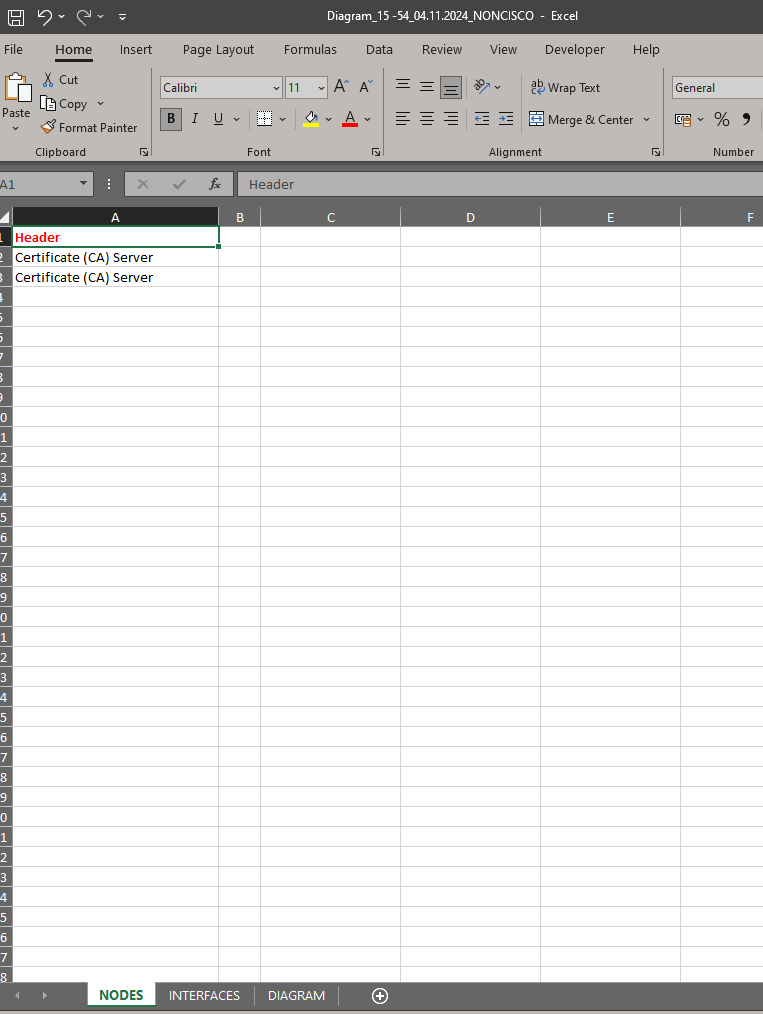 Diagram_15 -54_04.11.2024_NONCISCO - Excel
File Home Insert Page Layout Formulas Data Review View Developer Help
Paste
Cut
Copy
Format Painter
Clipboard
Calibri 11 A A
B I U A
Font
ab Wrap Text
Merge & Center
Alignment
General
% ,
Number
A1 fx Header
A B C D E F
1 Header
2 Certificate (CA) Server
3 Certificate (CA) Server
4
5
6
7
8
9
0
1
2
3
4
5
6
7
8
9
0
1
2
3
4
5
6
7
8
9
0
1
2
3
4
5
6
7
8
NODES INTERFACES DIAGRAM